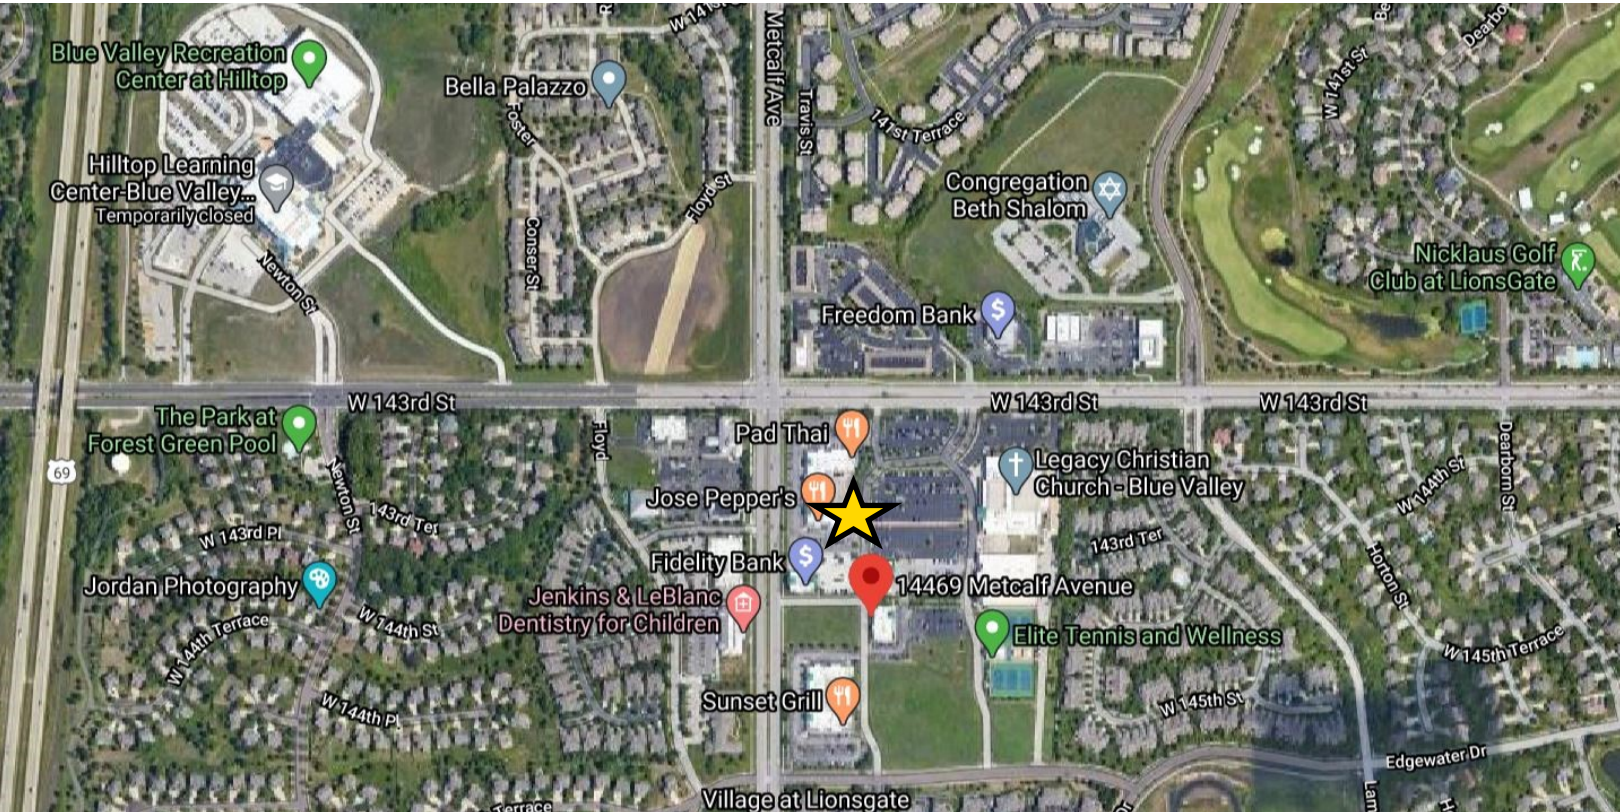 W 141st S
Metcalf Ave
Blue Valley Recreation
Center at Hilltop
Bella Palazzo
Travis St
141st Terrace
W 141st St
Foster
Hilltop Learning
Center-Blue Valley...
Temporarily closed
Congregation
Beth Shalom
Floyd St
Conser St
Newton St
Nicklaus Golf
Club at LionsGate
Freedom Bank
W 143rd St
W 143rd St
W 143rd St
The Park at
Forest Green Pool
Pad Thai
Floyd
Legacy Christian
Church - Blue Valley
Dearborn St
W 144th St
69
Newton St
143rd Ter
Jose Pepper's
W 143rd Pl
143rd Ter
Fidelity Bank
Horton St
Jordan Photography
14469 Metcalf Avenue
Jenkins & LeBlanc
Dentistry for Children
W 144th St
W 144th Terrace
Elite Tennis and Wellness
W 145th Terrace
Sunset Grill
W 144th Pl
W 145th St
Edgewater Dr
Village at Lionsgate
Terrace